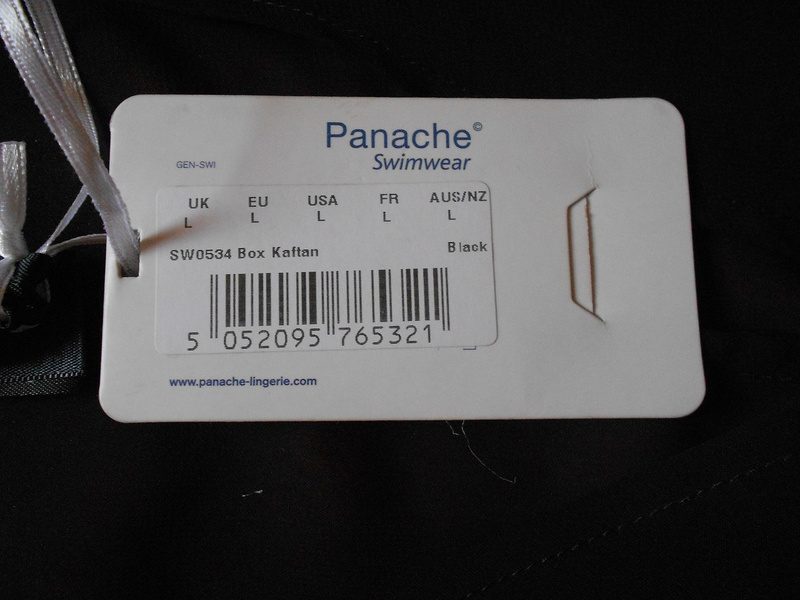 Panache©
Swimwear
GEN-SWI
UK EU USA FR AUS/NZ
L L L L L
SW0534 Box Kaftan Black
5 052095 765321
www.panache-lingerie.com